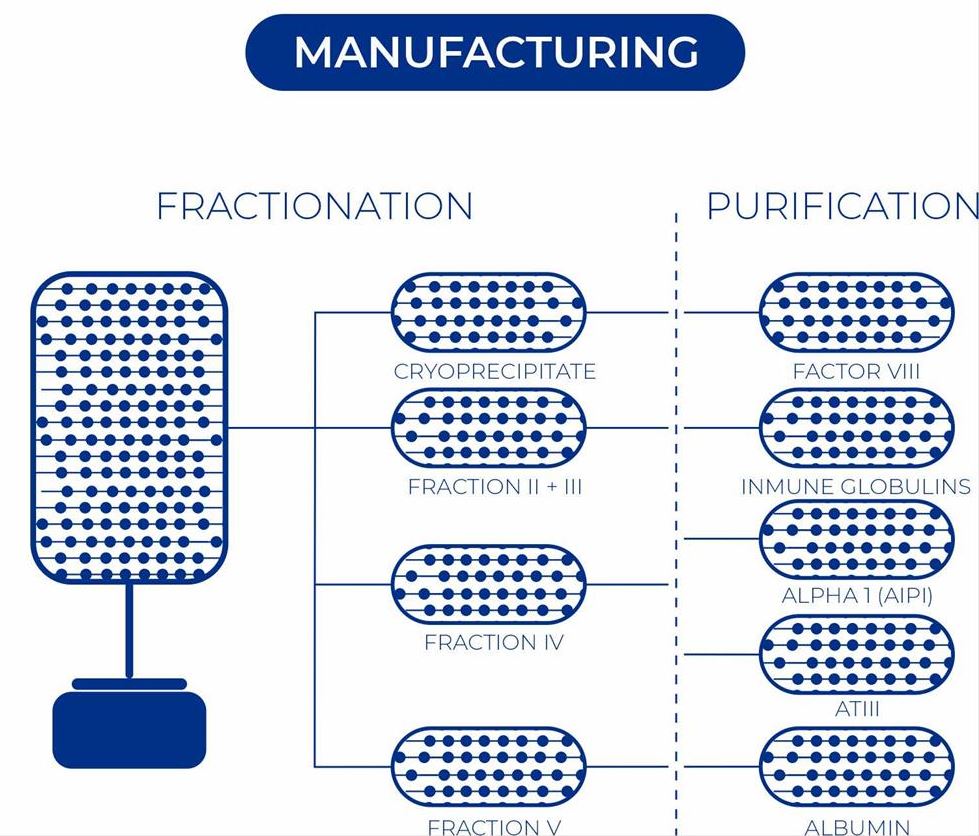 MANUFACTURING
FRACTIONATION
PURIFICATION
CRYOPRECIPITATE
FACTOR VIII
FRACTION II + III
INMUNE GLOBULINS
ALPHA 1 (AIPI)
FRACTION IV
ATIII
FRACTION V
ALBUMIN